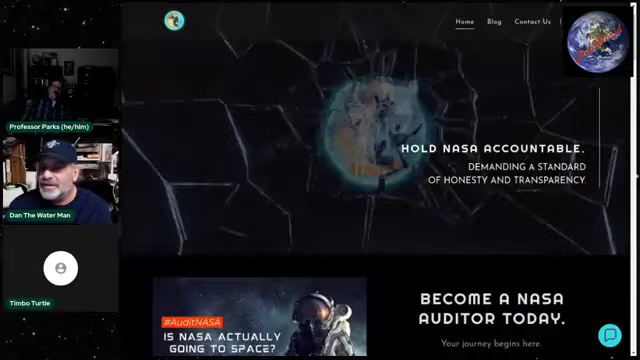 Home Blog Contact Us
Professor Parks (he/him)
Dan The Water Man
Timbo Turtle
HOLD NASA ACCOUNTABLE.
DEMANDING A STANDARD
OF HONESTY AND TRANSPARENCY.
#AuditNASA
IS NASA ACTUALLY
GOING TO SPACE?
BECOME A NASA
AUDITOR TODAY.
Your journey begins here.